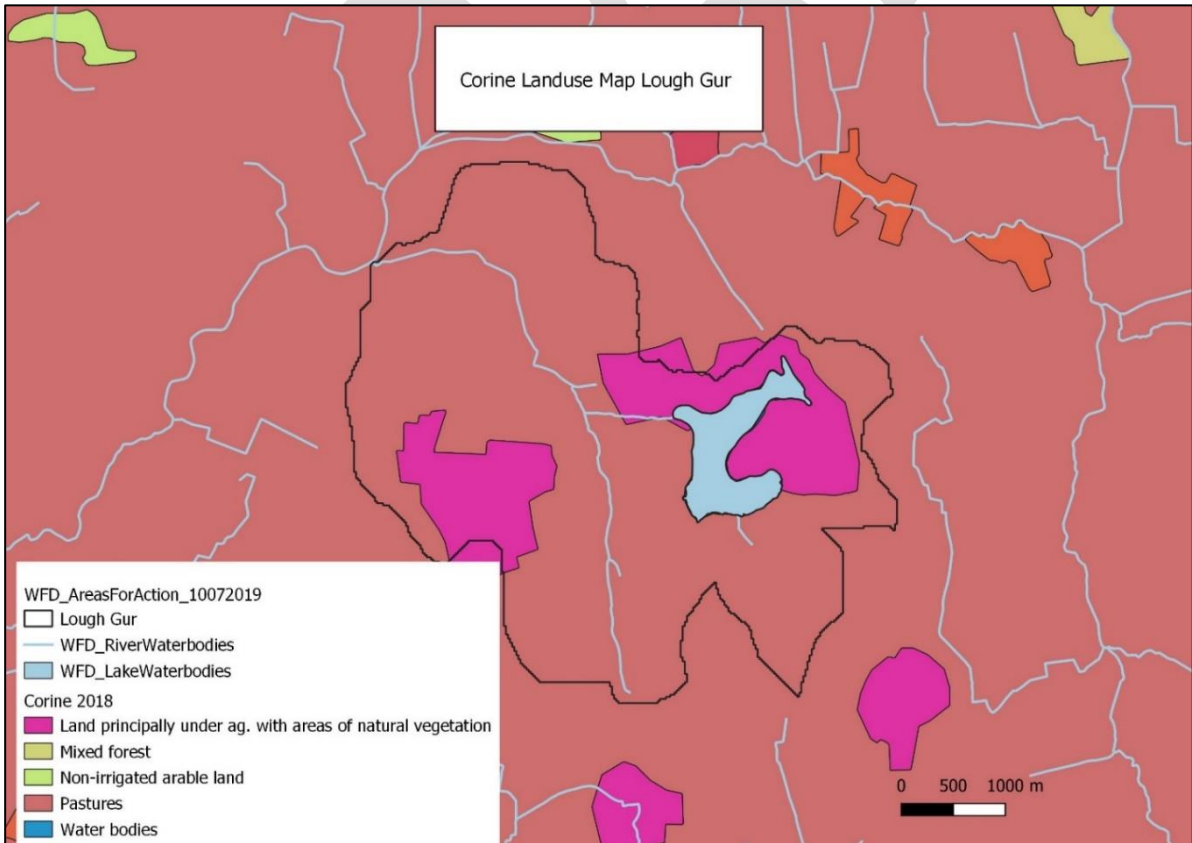 Corine Landuse Map Lough Gur
WFD_AreasForAction_10072019
Lough Gur
WFD_RiverWaterbodies
WFD_LakeWaterbodies
Corine 2018
Land principally under ag. with areas of natural vegetation
Mixed forest
Non-irrigated arable land
Pastures
Water bodies
0 500 1000 m